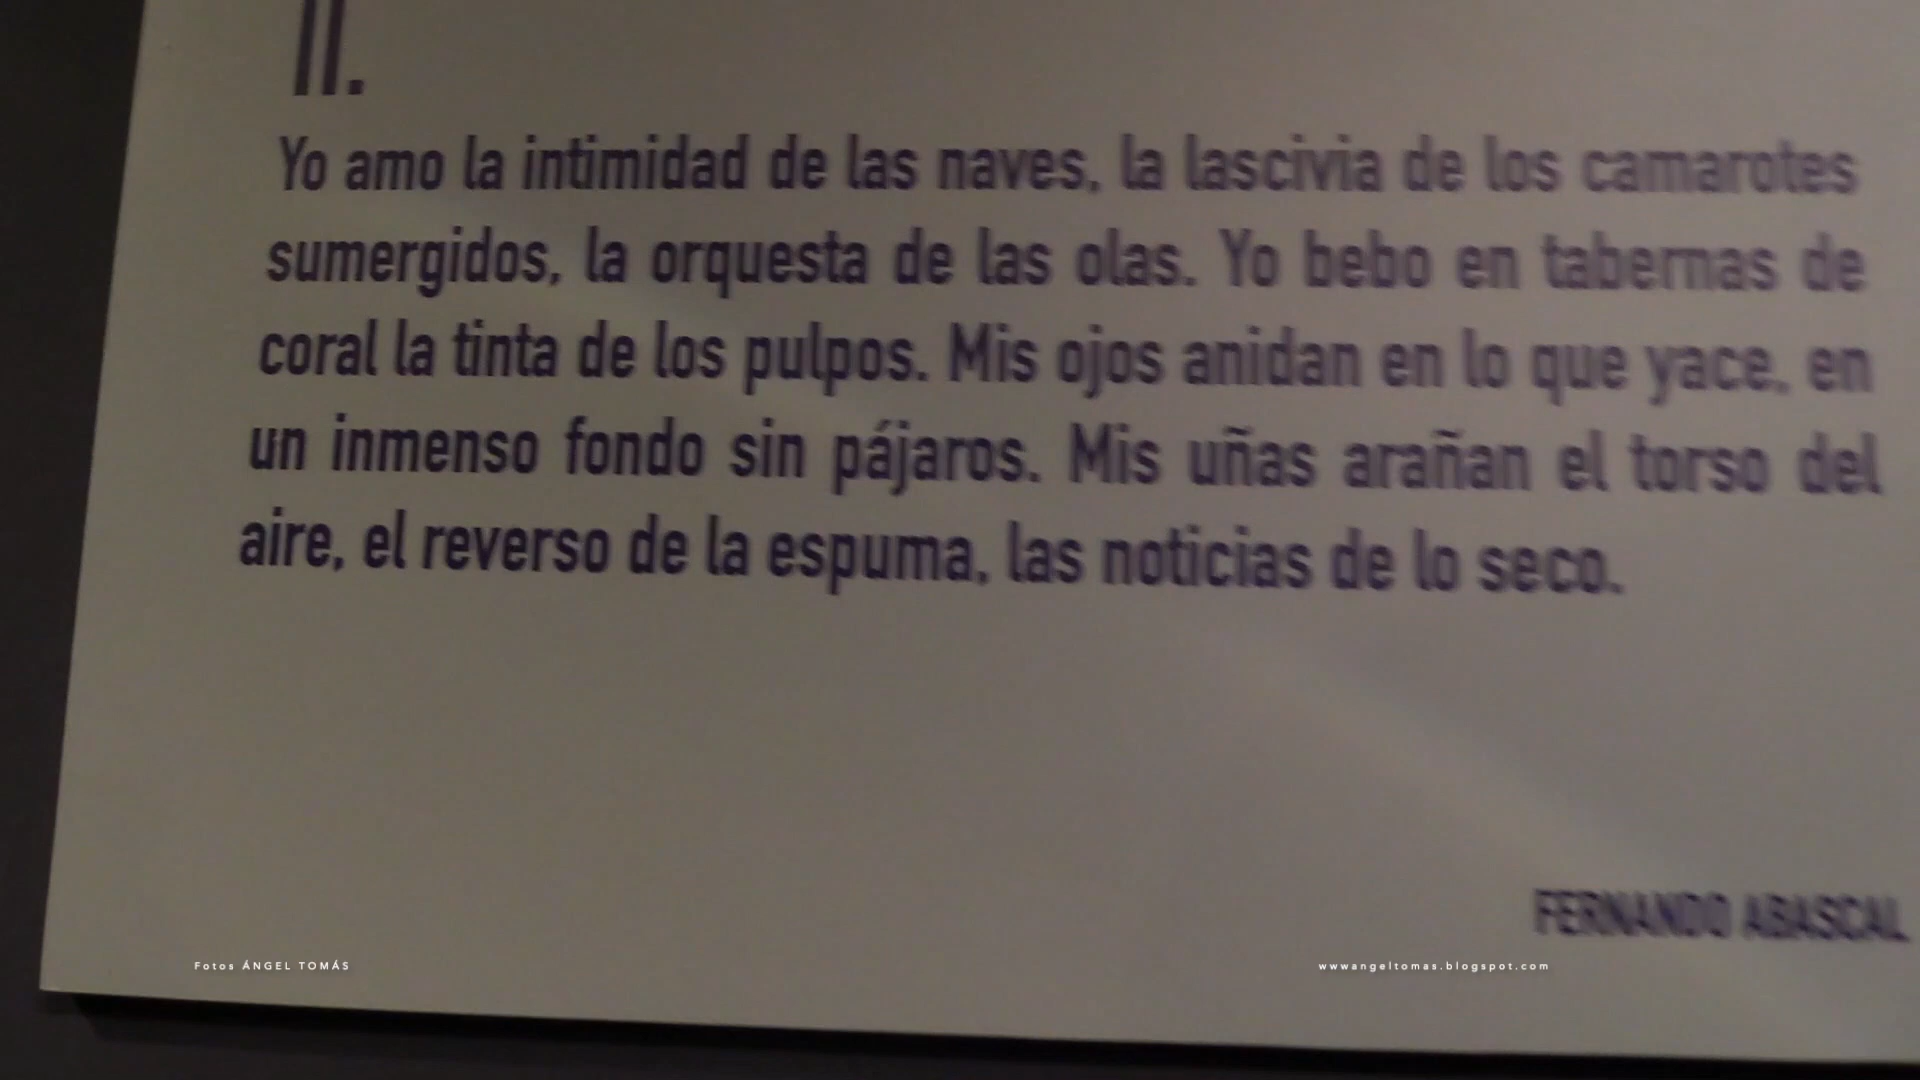 II.
Yo amo la intimidad de las naves, la lascivia de los camarotes
sumergidos, la orquesta de las olas. Yo bebo en tabernas de
coral la tinta de los pulpos. Mis ojos anidan en lo que yace, en
un inmenso fondo sin pájaros. Mis uñas arañan el torso del
aire, el reverso de la espuma, las noticias de lo seco.
FERNANDO ABASCAL
Fotos ÁNGEL TOMÁS
wwwangeltomas.blogspot.com